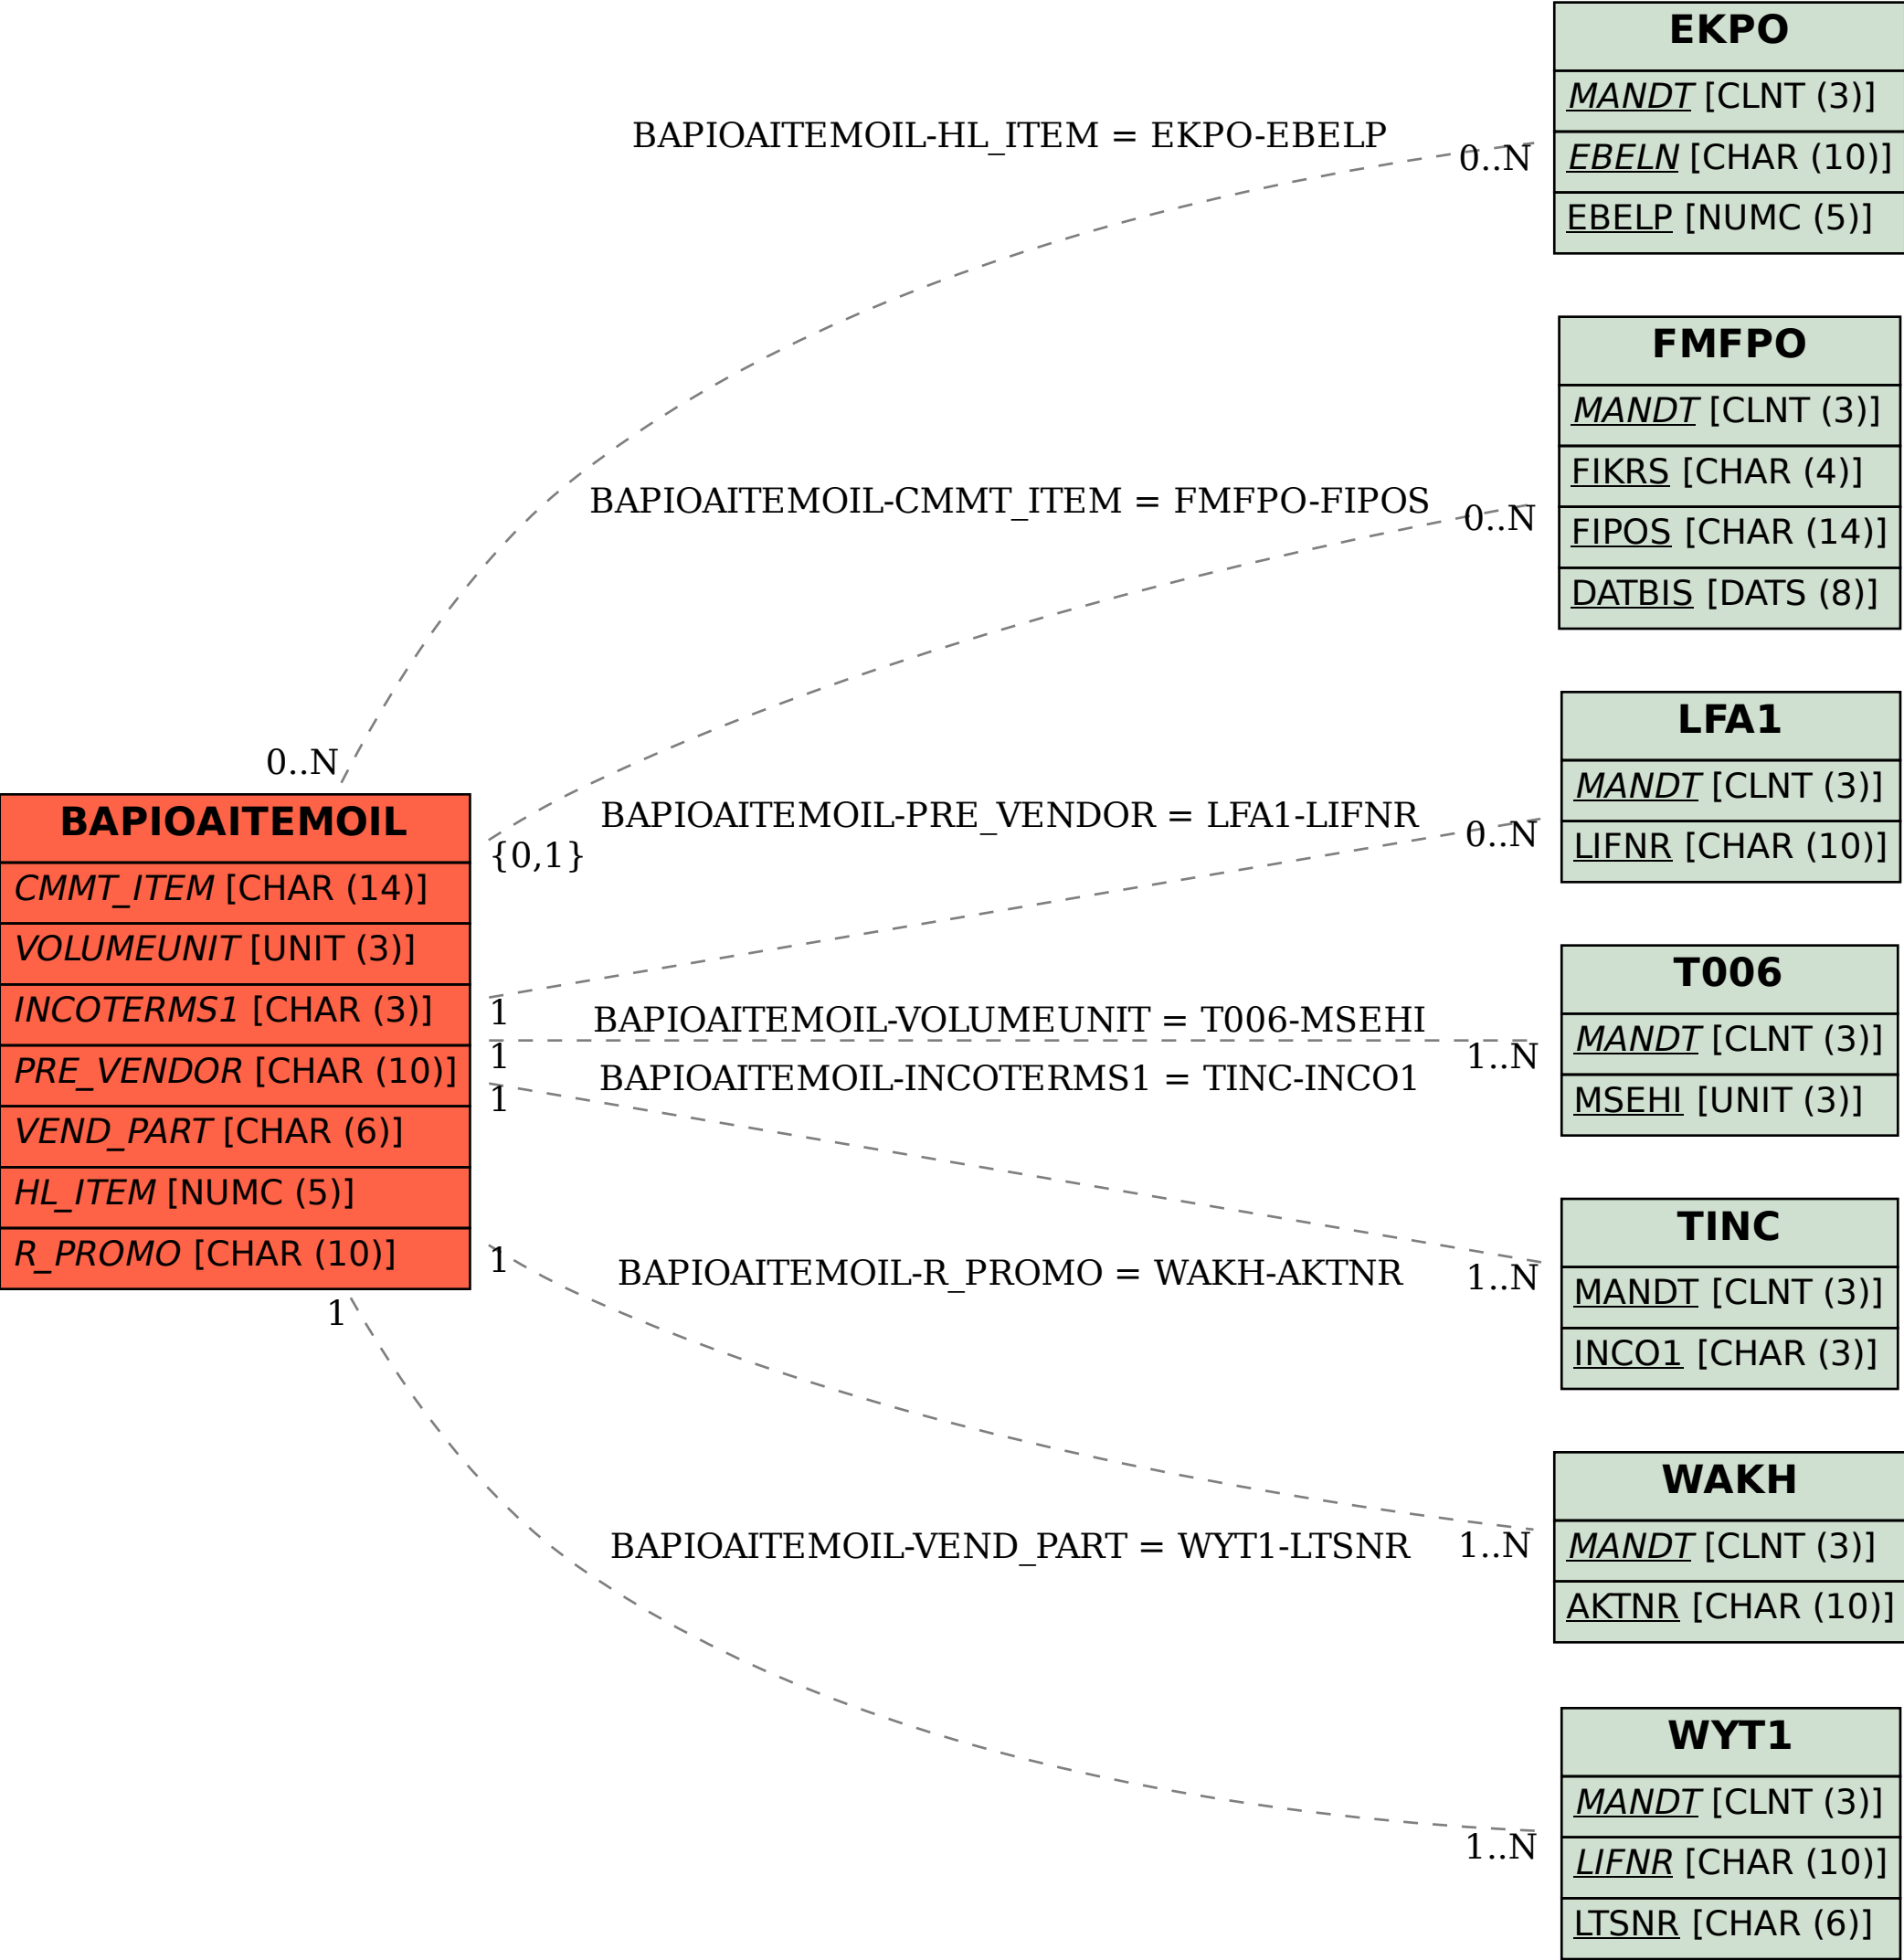 EKPO
MANDT [CLNT (3)]
EBELN [CHAR (10)]
EBELP [NUMC (5)]
BAPIOAITEMOIL-HL_ITEM = EKPO-EBELP
0..N
0..N
FMFPO
MANDT [CLNT (3)]
FIKRS [CHAR (4)]
FIPOS [CHAR (14)]
DATBIS [DATS (8)]
BAPIOAITEMOIL-CMMT_ITEM = FMFPO-FIPOS
0..N
{0,1}
LFA1
MANDT [CLNT (3)]
LIFNR [CHAR (10)]
BAPIOAITEMOIL-PRE_VENDOR = LFA1-LIFNR
0..N
1
BAPIOAITEMOIL
CMMT_ITEM [CHAR (14)]
VOLUMEUNIT [UNIT (3)]
INCOTERMS1 [CHAR (3)]
PRE_VENDOR [CHAR (10)]
VEND_PART [CHAR (6)]
HL_ITEM [NUMC (5)]
R_PROMO [CHAR (10)]
T006
MANDT [CLNT (3)]
MSEHI [UNIT (3)]
BAPIOAITEMOIL-VOLUMEUNIT = T006-MSEHI
1..N
1
BAPIOAITEMOIL-INCOTERMS1 = TINC-INCO1
1
1..N
TINC
MANDT [CLNT (3)]
INCO1 [CHAR (3)]
BAPIOAITEMOIL-R_PROMO = WAKH-AKTNR
1
1..N
WAKH
MANDT [CLNT (3)]
AKTNR [CHAR (10)]
BAPIOAITEMOIL-VEND_PART = WYT1-LTSNR
1
1..N
WYT1
MANDT [CLNT (3)]
LIFNR [CHAR (10)]
LTSNR [CHAR (6)]